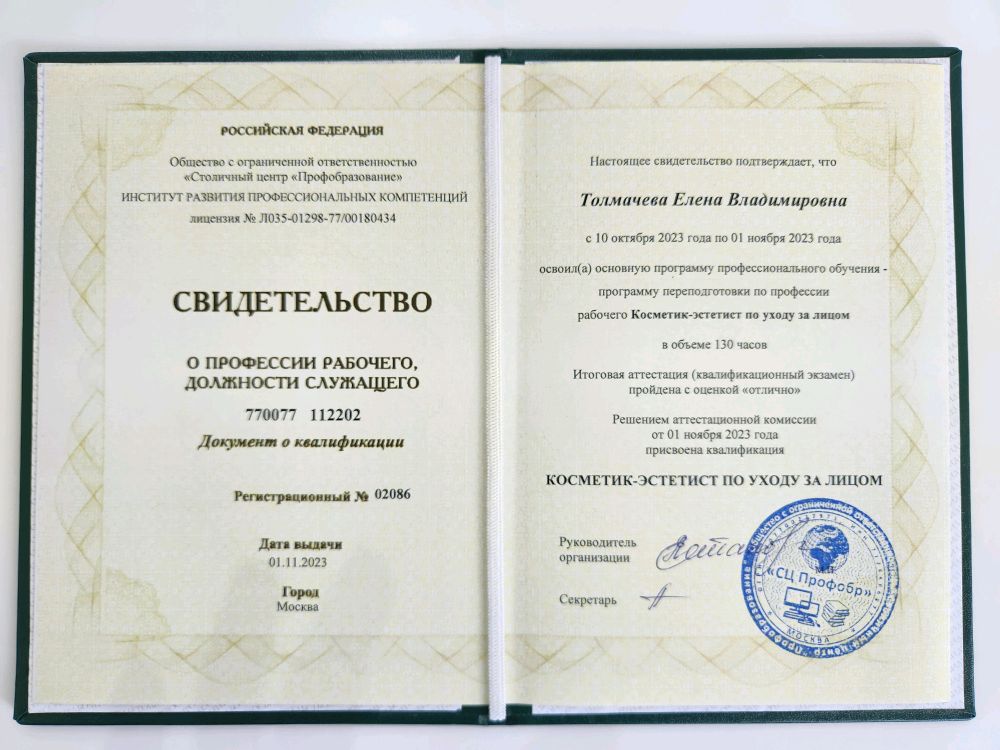 РОССИЙСКАЯ ФЕДЕРАЦИЯ
Общество с ограниченной ответственностью
«Столичный центр «Профобразование»
ИНСТИТУТ РАЗВИТИЯ ПРОФЕССИОНАЛЬНЫХ КОМПЕТЕНЦИЙ
лицензия № Л035-01298-77/00180434
СВИДЕТЕЛЬСТВО
О ПРОФЕССИИ РАБОЧЕГО,
ДОЛЖНОСТИ СЛУЖАЩЕГО
770077 112202
Документ о квалификации
Регистрационный № 02086
Дата выдачи
01.11.2023
Город
Москва
Настоящее свидетельство подтверждает, что
Толмачева Елена Владимировна
с 10 октября 2023 года по 01 ноября 2023 года
освоил(а) основную программу профессионального обучения -
программу переподготовки по профессии
рабочего Косметик-эстетист по уходу за лицом
в объеме 130 часов
Итоговая аттестация (квалификационный экзамен)
пройдена с оценкой «отлично»
Решением аттестационной комиссии
от 01 ноября 2023 года
присвоена квалификация
КОСМЕТИК-ЭСТЕТИСТ ПО УХОДУ ЗА ЛИЦОМ
Руководитель
организации
Секретарь
М.П.
«СЦ Профобр»
МОСКВА